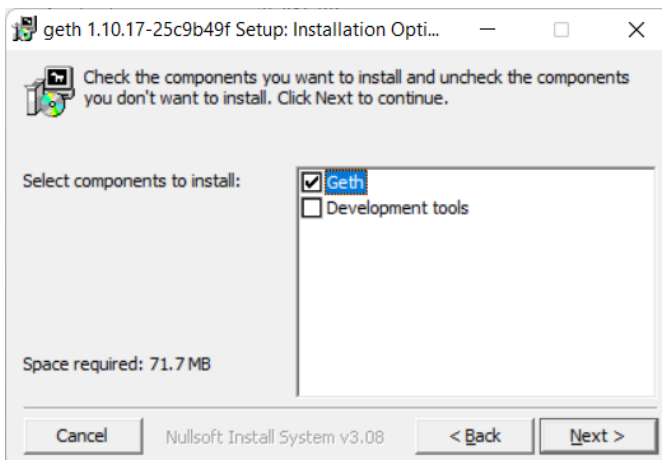 geth 1.10.17-25c9b49f Setup: Installation Opti...
Check the components you want to install and uncheck the components
you don't want to install. Click Next to continue.
Select components to install:
Geth
Development tools
Space required: 71.7 MB
Cancel
Nullsoft Install System v3.08
< Back
Next >